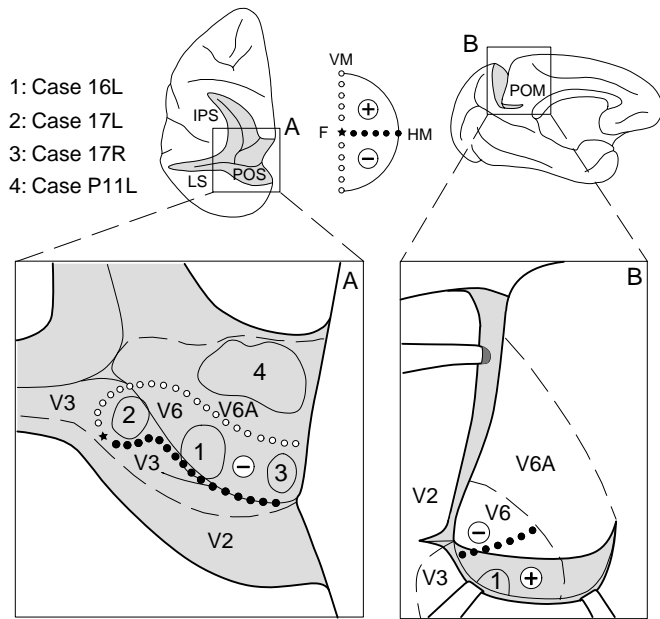 1: Case 16L
2: Case 17L
3: Case 17R
4: Case P11L
IPS
A
LS
POS
VM
+
F
HM
−
B
POM
A
V3
2
V6
4
V6A
V3
1
−
3
V2
B
V6A
V2
V6
−
V3
1
+